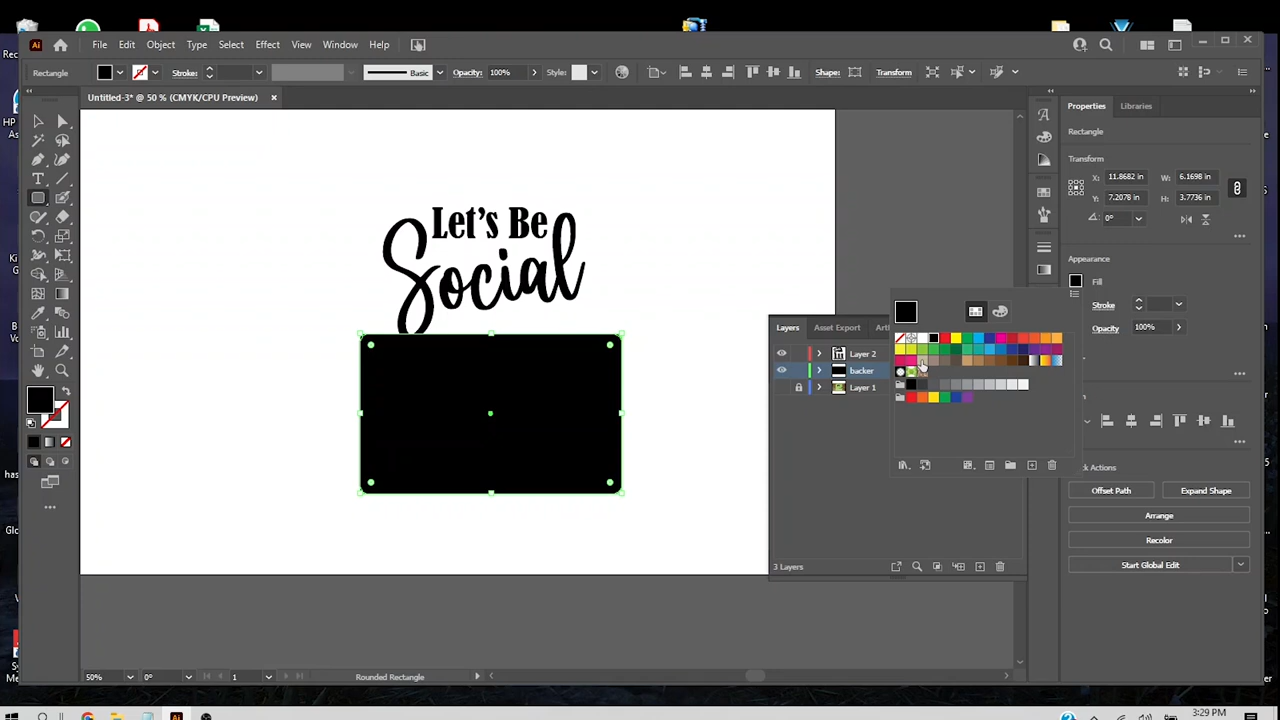 File Edit Object Type Select Effect View Window Help
Rectangle Stroke: Basic Opacity: 100% Style: Shape: Transform
Untitled-3* @ 50 % (CMYK/CPU Preview) ×
Properties Libraries
Rectangle
Transform
X: 11.8682 in W: 6.1698 in
Y: 7.2078 in H: 3.7736 in
0°
Appearance
Fill
Stroke
Opacity 100%
Let's Be
Social
Layers Asset Export
Layer 2
backer
Layer 1
3 Layers
Offset Path Expand Shape
Arrange
Recolor
Start Global Edit
50% 0° 1 Rounded Rectangle
3:29 PM